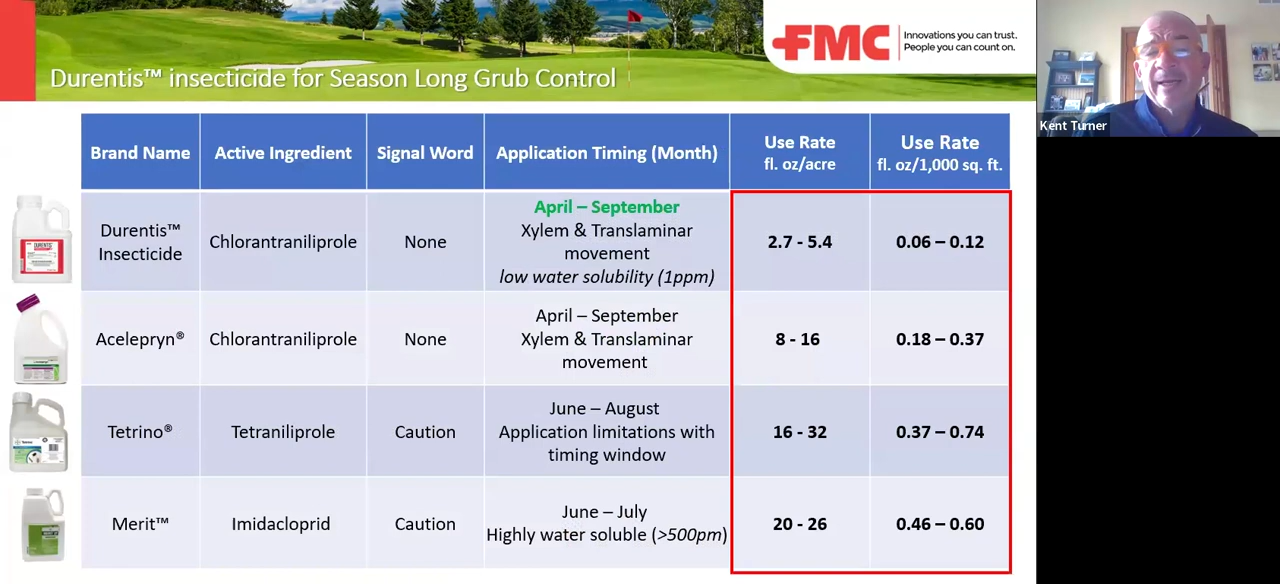 FMC
Innovations you can trust.
People you can count on.
Durentis™ insecticide for Season Long Grub Control
Kent Turner
Brand Name
Active Ingredient
Signal Word
Application Timing (Month)
Use Rate
fl. oz/acre
Use Rate
fl. oz/1,000 sq. ft.
Durentis™
Insecticide
Chlorantraniliprole
None
April – September
Xylem & Translaminar
movement
low water solubility (1ppm)
2.7 - 5.4
0.06 – 0.12
Acelepryn®
Chlorantraniliprole
None
April – September
Xylem & Translaminar
movement
8 - 16
0.18 – 0.37
Tetrino®
Tetraniliprole
Caution
June – August
Application limitations with
timing window
16 - 32
0.37 – 0.74
Merit™
Imidacloprid
Caution
June – July
Highly water soluble (>500pm)
20 - 26
0.46 – 0.60
DURENTIS